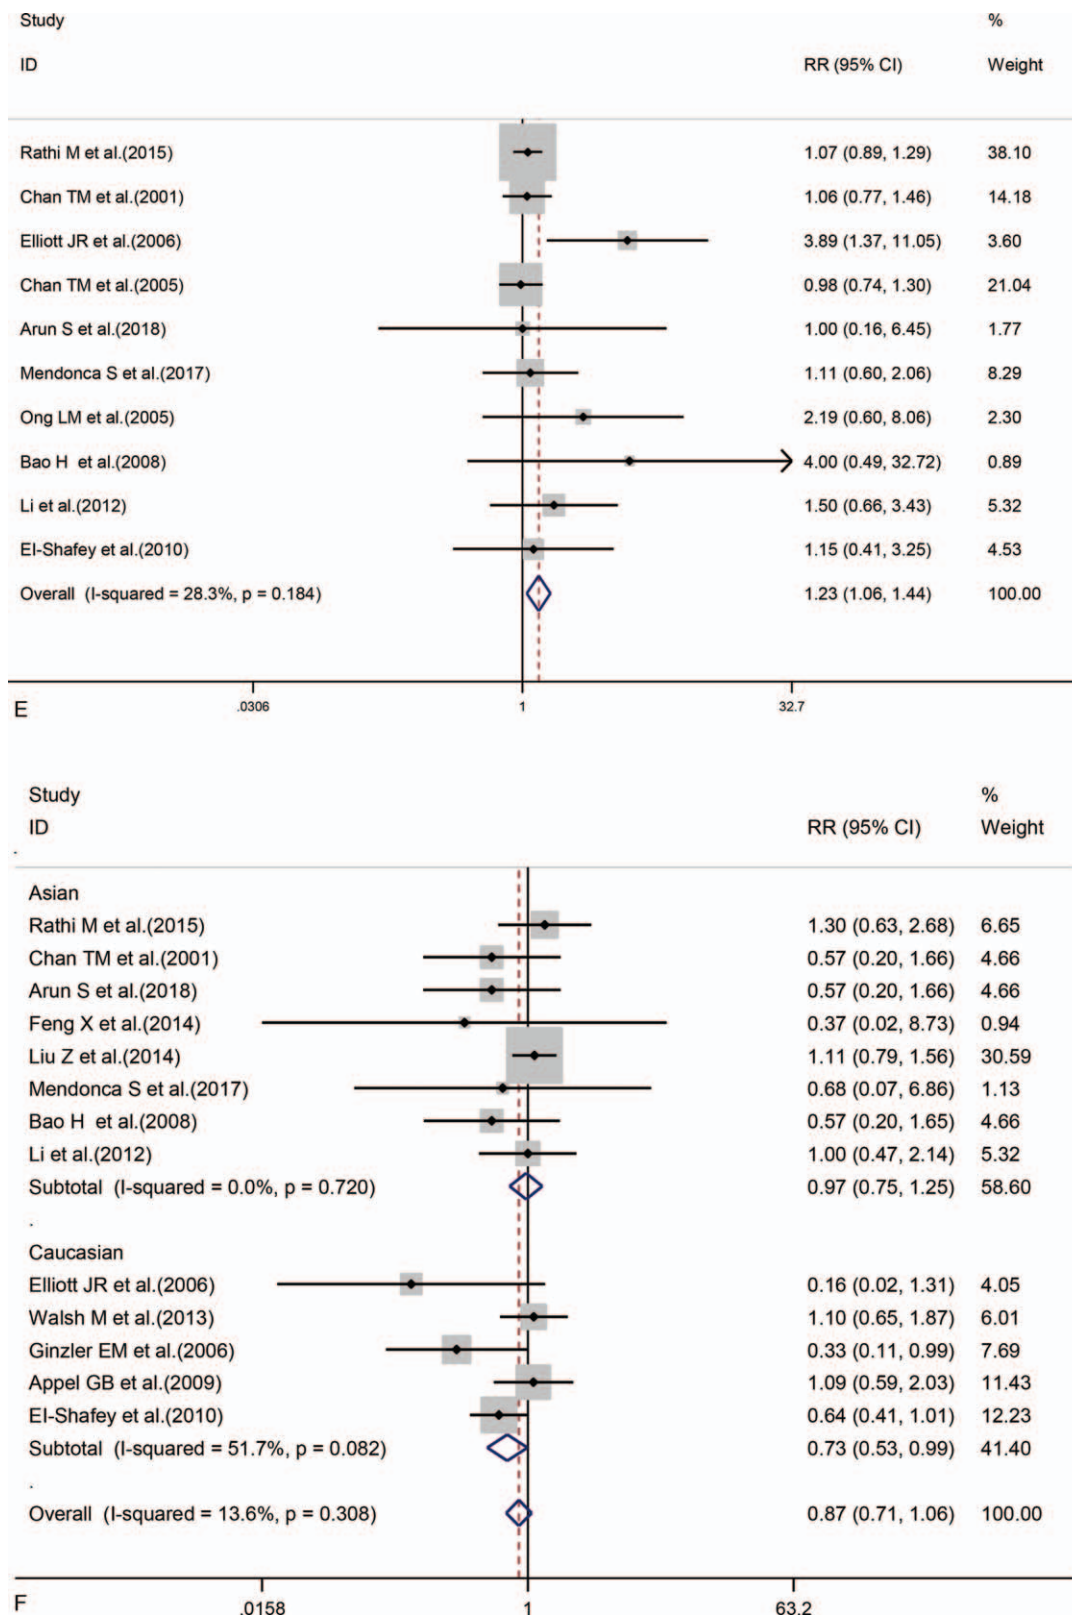 Study %
ID RR (95% CI) Weight
Rathi M et al.(2015) 1.07 (0.89, 1.29) 38.10
Chan TM et al.(2001) 1.06 (0.77, 1.46) 14.18
Elliott JR et al.(2006) 3.89 (1.37, 11.05) 3.60
Chan TM et al.(2005) 0.98 (0.74, 1.30) 21.04
Arun S et al.(2018) 1.00 (0.16, 6.45) 1.77
Mendonca S et al.(2017) 1.11 (0.60, 2.06) 8.29
Ong LM et al.(2005) 2.19 (0.60, 8.06) 2.30
Bao H et al.(2008) 4.00 (0.49, 32.72) 0.89
Li et al.(2012) 1.50 (0.66, 3.43) 5.32
EI-Shafey et al.(2010) 1.15 (0.41, 3.25) 4.53
Overall (I-squared = 28.3%, p = 0.184) 1.23 (1.06, 1.44) 100.00
E .0306 1 32.7
Study %
ID RR (95% CI) Weight
.
Asian
Rathi M et al.(2015) 1.30 (0.63, 2.68) 6.65
Chan TM et al.(2001) 0.57 (0.20, 1.66) 4.66
Arun S et al.(2018) 0.57 (0.20, 1.66) 4.66
Feng X et al.(2014) 0.37 (0.02, 8.73) 0.94
Liu Z et al.(2014) 1.11 (0.79, 1.56) 30.59
Mendonca S et al.(2017) 0.68 (0.07, 6.86) 1.13
Bao H et al.(2008) 0.57 (0.20, 1.65) 4.66
Li et al.(2012) 1.00 (0.47, 2.14) 5.32
Subtotal (I-squared = 0.0%, p = 0.720) 0.97 (0.75, 1.25) 58.60
.
Caucasian
Elliott JR et al.(2006) 0.16 (0.02, 1.31) 4.05
Walsh M et al.(2013) 1.10 (0.65, 1.87) 6.01
Ginzler EM et al.(2006) 0.33 (0.11, 0.99) 7.69
Appel GB et al.(2009) 1.09 (0.59, 2.03) 11.43
EI-Shafey et al.(2010) 0.64 (0.41, 1.01) 12.23
Subtotal (I-squared = 51.7%, p = 0.082) 0.73 (0.53, 0.99) 41.40
.
Overall (I-squared = 13.6%, p = 0.308) 0.87 (0.71, 1.06) 100.00
F .0158 1 63.2